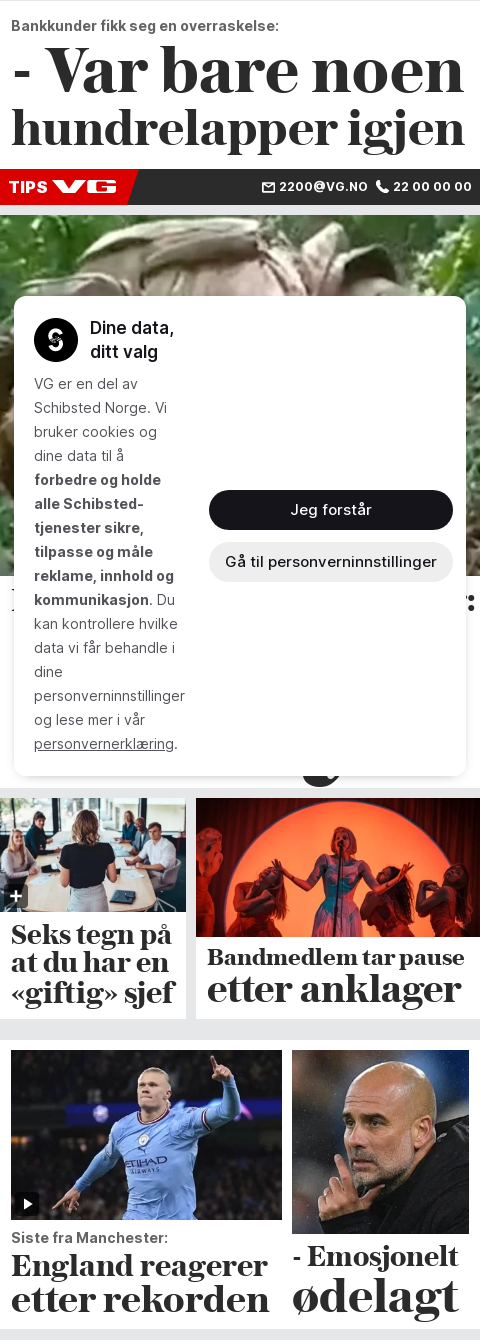 Bankkunder fikk seg en overraskelse:
- Var bare noen
hundrelapper igjen
TIPS VG 2200@VG.NO 22 00 00 00
Dine data,
ditt valg
VG er en del av
Schibsted Norge. Vi
bruker cookies og
dine data til å
forbedre og holde
alle Schibsted-
tjenester sikre,
tilpasse og måle
reklame, innhold og
kommunikasjon. Du
kan kontrollere hvilke
data vi får behandle i
dine
personverninnstillinger
og lese mer i vår
personvernerklæring.
Jeg forstår
Gå til personverninnstillinger
Seks tegn på
at du har en
«giftig» sjef
Bandmedlem tar pause
etter anklager
ETIHAD
AIRWAYS
Siste fra Manchester:
England reagerer
etter rekorden
- Emosjonelt
ødelagt